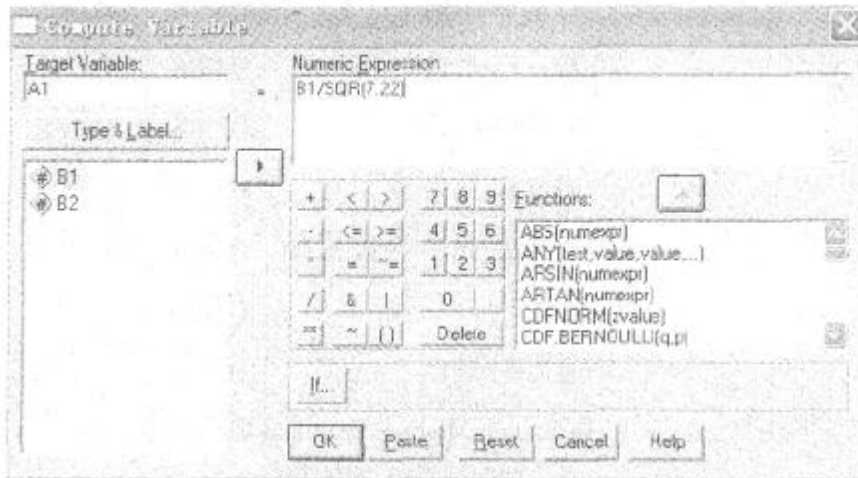 Compute Variable
Target Variable:
A1
=
Numeric Expression
B1/SQR(7.22)
Type & Label...
B1
B2
+ < > 7 8 9
- <= >= 4 5 6
* = ~= 1 2 3
/ & | 0 .
** ~ () Delete
Functions:
ABS(numexpr)
ANY(test,value,value,...)
ARSIN(numexpr)
ARTAN(numexpr)
CDFNORM(zvalue)
CDF.BERNOULLI(q,p)
If...
OK Paste Reset Cancel Help